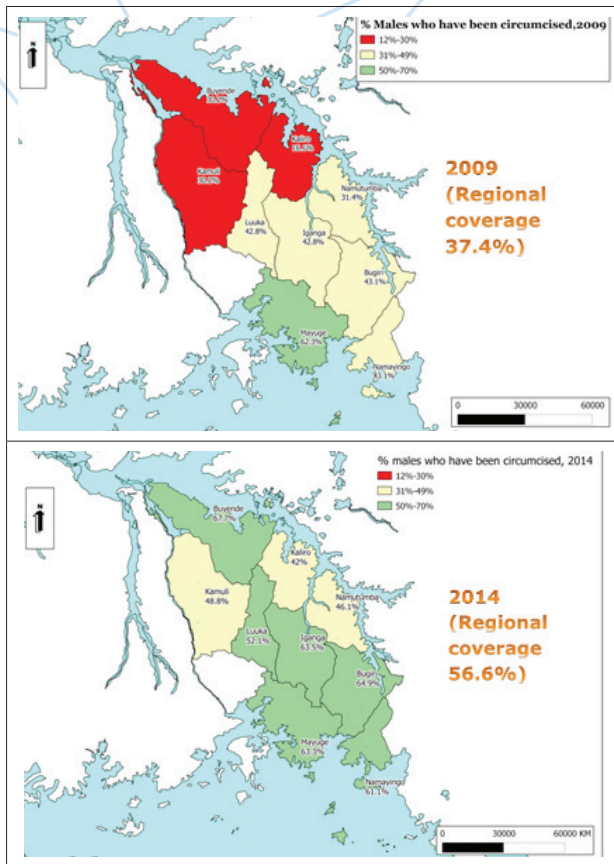 % Males who have been circumcised,2009
12%-30%
31%-49%
50%-70%
N
Buyende
Kaliro
Kamuli
Namutumba
31.4%
Luuka
42.8%
Iganga
42.8%
Bugiri
43.1%
Mayuge
62.3%
Namayingo
43.1%
2009
(Regional
coverage
37.4%)
0 30000 60000
% males who have been circumcised, 2014
12%-30%
31%-49%
50%-70%
N
Buyende
67.7%
Kaliro
42%
Kamuli
48.8%
Namutumba
46.1%
Luuka
52.1%
Iganga
63.5%
Bugiri
64.9%
Mayuge
63.3%
Namayingo
61.1%
2014
(Regional
coverage
56.6%)
0 30000 60000 KM